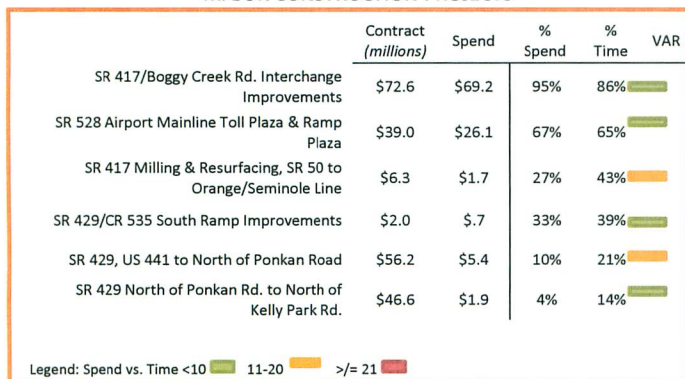 Contract
(millions)
Spend
%
Spend
%
Time
VAR
SR 417/Boggy Creek Rd. Interchange
Improvements
$72.6 $69.2 95% 86%
SR 528 Airport Mainline Toll Plaza & Ramp
Plaza
$39.0 $26.1 67% 65%
SR 417 Milling & Resurfacing, SR 50 to
Orange/Seminole Line
$6.3 $1.7 27% 43%
SR 429/CR 535 South Ramp Improvements $2.0 $.7 33% 39%
SR 429, US 441 to North of Ponkan Road $56.2 $5.4 10% 21%
SR 429 North of Ponkan Rd. to North of
Kelly Park Rd.
$46.6 $1.9 4% 14%
Legend: Spend vs. Time <10 11-20 >/= 21